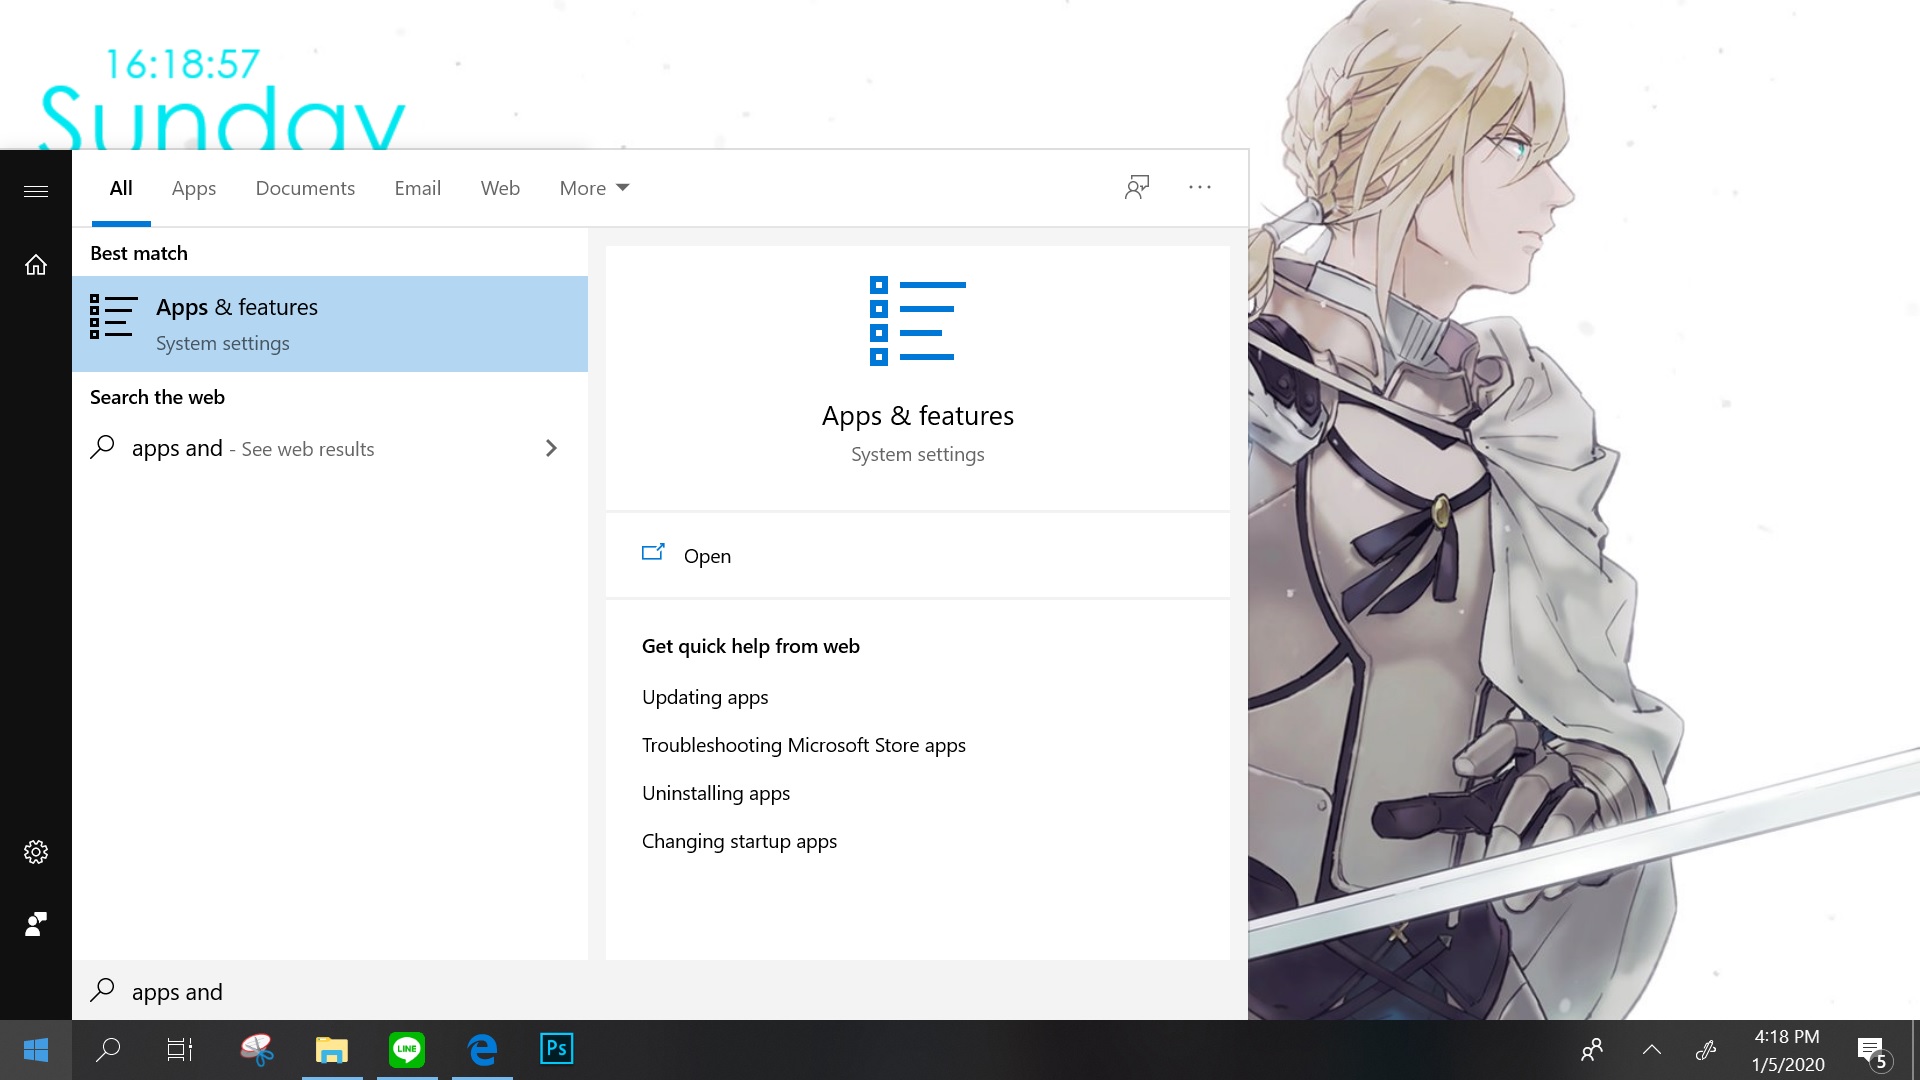 16:18:57
Sunday
All Apps Documents Email Web More
Best match
Apps & features
System settings
Search the web
apps and - See web results
Apps & features
System settings
Open
Get quick help from web
Updating apps
Troubleshooting Microsoft Store apps
Uninstalling apps
Changing startup apps
apps and
LINE
Ps
4:18 PM
1/5/2020
5